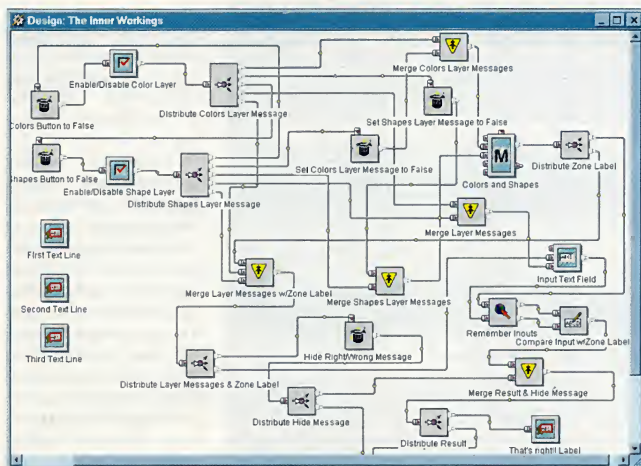 Design: The Inner Workings
Merge Colors Layer Messages
Enable/Disable Color Layer
Colors Button to False
Distribute Colors Layer Message
Set Shapes Layer Message to False
M
Distribute Zone Label
Shapes Button to False
Enable/Disable Shape Layer
Set Colors Layer Message to False
Colors and Shapes
Distribute Shapes Layer Message
Merge Layer Messages
First Text Line
Input Text Field
Merge Layer Messages w/Zone Label
Merge Shapes Layer Messages
Second Text Line
Remember Inputs
Compare Input w/Zone Label
Third Text Line
Hide Right/Wrong Message
Distribute Layer Messages & Zone Label
Merge Result & Hide Message
Distribute Hide Message
Distribute Result
That's right! Label